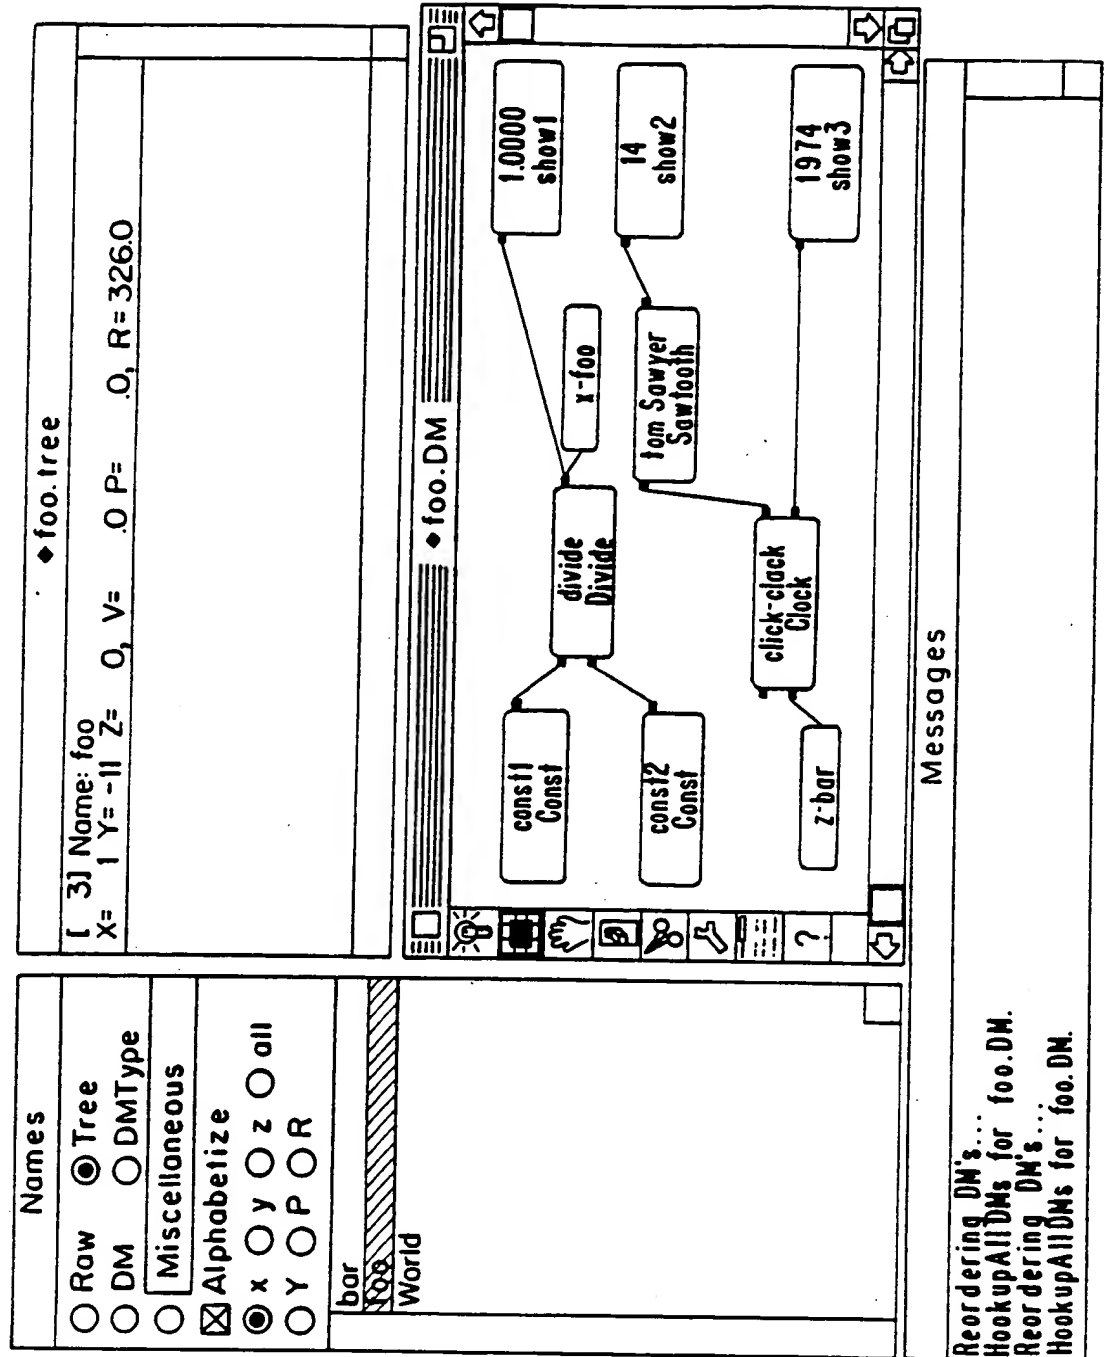 Names
Raw Tree
DM DMType
Miscellaneous
Alphabetize
x y z all
Y P R
bar
foo
World
◆foo.tree
[ 3] Name: foo
X= 1 Y= -11 Z= 0, V= .0 P= .0, R= 326.0
◆foo.DM
?
const1
Const
const2
Const
z-bar
divide
Divide
click-clack
Clock
x-foo
tom Sawyer
Sawtooth
1.0000
show1
14
show2
1974
show3
Messages
Reordering DM's...
HookupAllDMs for foo.DM.
Reordering DM's...
HookupAllDMs for foo.DM.